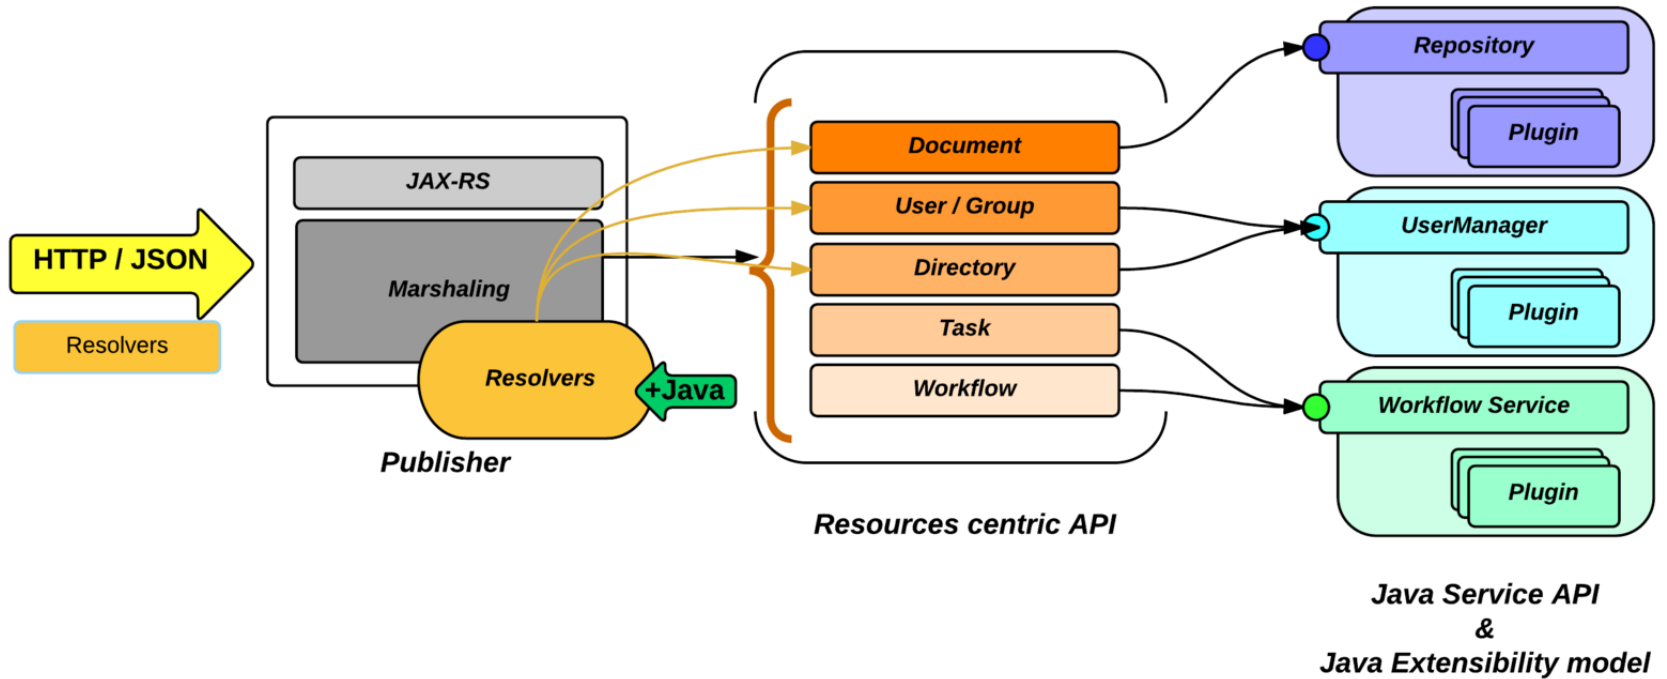 HTTP / JSON
Resolvers
JAX-RS
Marshaling
Resolvers
+Java
Publisher
Document
User / Group
Directory
Task
Workflow
Resources centric API
Repository
Plugin
UserManager
Plugin
Workflow Service
Plugin
Java Service API
&
Java Extensibility model